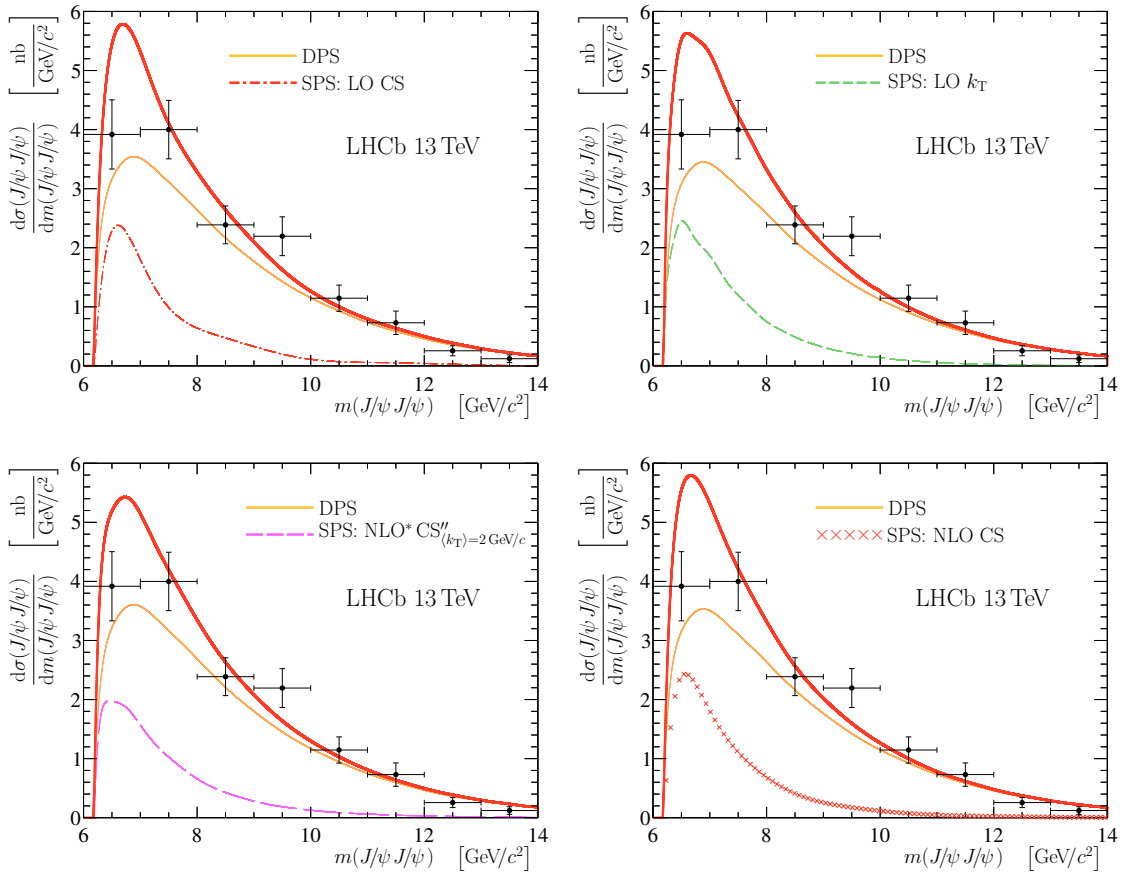 dσ(J/ψ J/ψ)/dm(J/ψ J/ψ) [nb/GeV/c²]
6
5
4
3
2
1
0
DPS
SPS: LO CS
LHCb 13 TeV
6 8 10 12 14
m(J/ψ J/ψ) [GeV/c²]
dσ(J/ψ J/ψ)/dm(J/ψ J/ψ) [nb/GeV/c²]
6
5
4
3
2
1
0
DPS
SPS: LO k_T
LHCb 13 TeV
6 8 10 12 14
m(J/ψ J/ψ) [GeV/c²]
dσ(J/ψ J/ψ)/dm(J/ψ J/ψ) [nb/GeV/c²]
6
5
4
3
2
1
0
DPS
SPS: NLO* CS″⟨k_T⟩=2 GeV/c
LHCb 13 TeV
6 8 10 12 14
m(J/ψ J/ψ) [GeV/c²]
dσ(J/ψ J/ψ)/dm(J/ψ J/ψ) [nb/GeV/c²]
6
5
4
3
2
1
0
DPS
SPS: NLO CS
LHCb 13 TeV
6 8 10 12 14
m(J/ψ J/ψ) [GeV/c²]